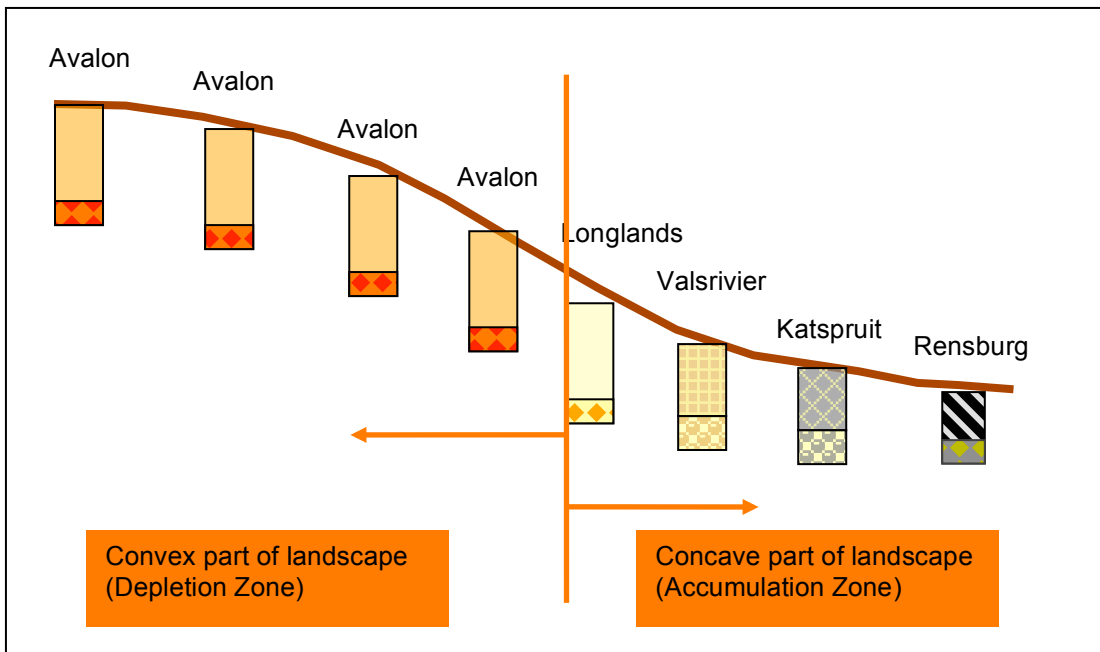 Avalon
Avalon
Avalon
Avalon
Longlands
Valsrivier
Katspruit
Rensburg
Convex part of landscape
(Depletion Zone)
Concave part of landscape
(Accumulation Zone)